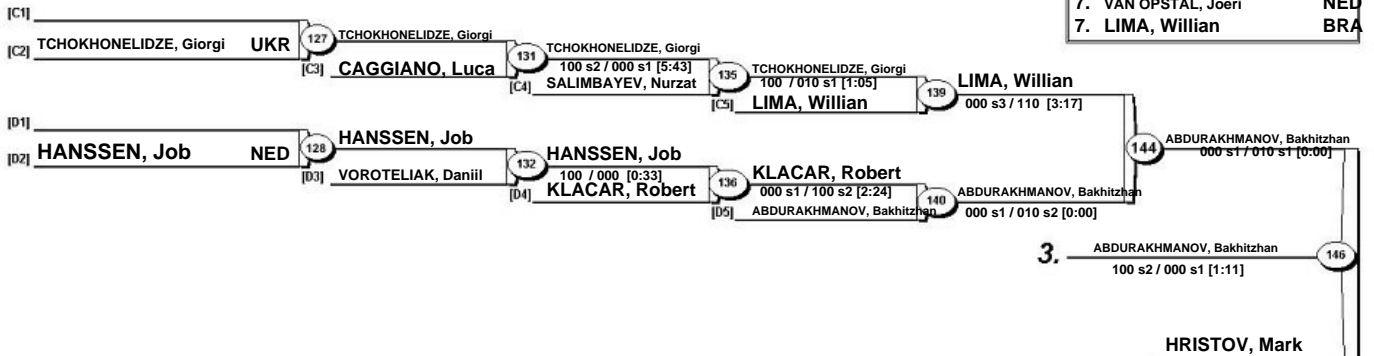 7. VAN OPSTAL, Joeri NED
7. LIMA, Willian BRA
[C1]
[C2] TCHOKHONELIDZE, Giorgi UKR 127 TCHOKHONELIDZE, Giorgi
[C3] CAGGIANO, Luca 131 TCHOKHONELIDZE, Giorgi
100 s2 / 000 s1 [5:43]
[C4] SALIMBAYEV, Nurzat 135 TCHOKHONELIDZE, Giorgi
100 / 010 s1 [1:05]
[C5] LIMA, Willian 139 LIMA, Willian
000 s3 / 110 [3:17]
[D1]
[D2] HANSSEN, Job NED 128 HANSSEN, Job
[D3] VOROTELIAK, Daniil 132 HANSSEN, Job
100 / 000 [0:33]
[D4] KLACAR, Robert 136 KLACAR, Robert
000 s1 / 100 s2 [2:24]
[D5] ABDURAKHMANOV, Bakhitzhan 140 ABDURAKHMANOV, Bakhitzhan
000 s1 / 010 s2 [0:00]
144 ABDURAKHMANOV, Bakhitzhan
000 s1 / 010 s1 [0:00]
3. ABDURAKHMANOV, Bakhitzhan 146
100 s2 / 000 s1 [1:11]
HRISTOV, Mark